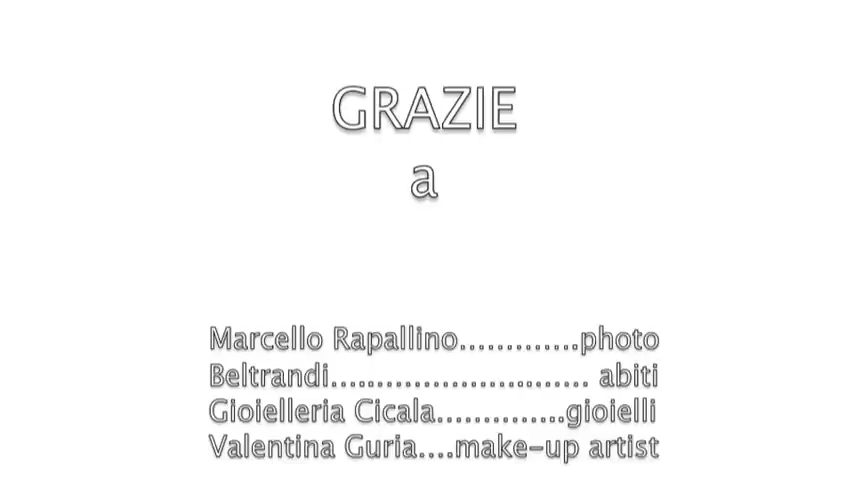 GRAZIE
a
Marcello Rapallino.............photo
Beltrandi............................ abiti
Gioielleria Cicala..............gioielli
Valentina Guria....make-up artist